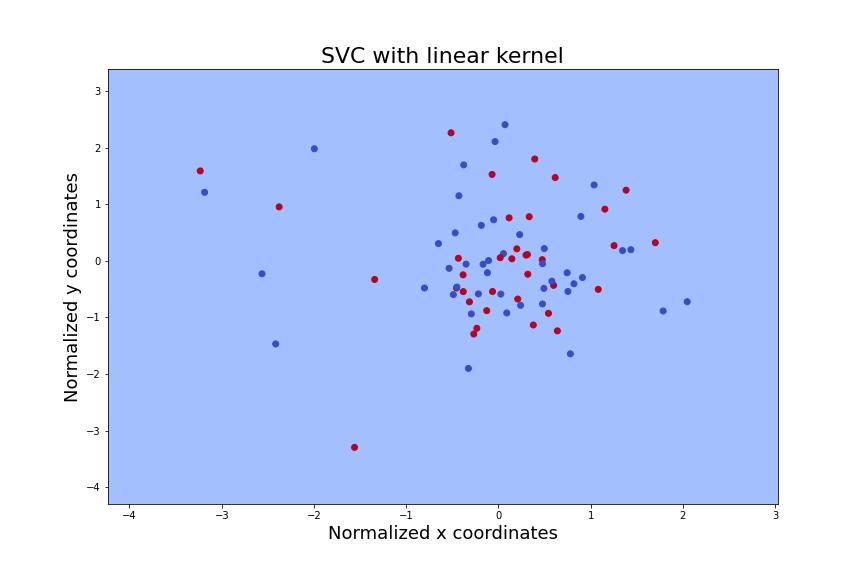 SVC with linear kernel
3
2
1
0
−1
−2
−3
−4
Normalized y coordinates
−4 −3 −2 −1 0 1 2 3
Normalized x coordinates